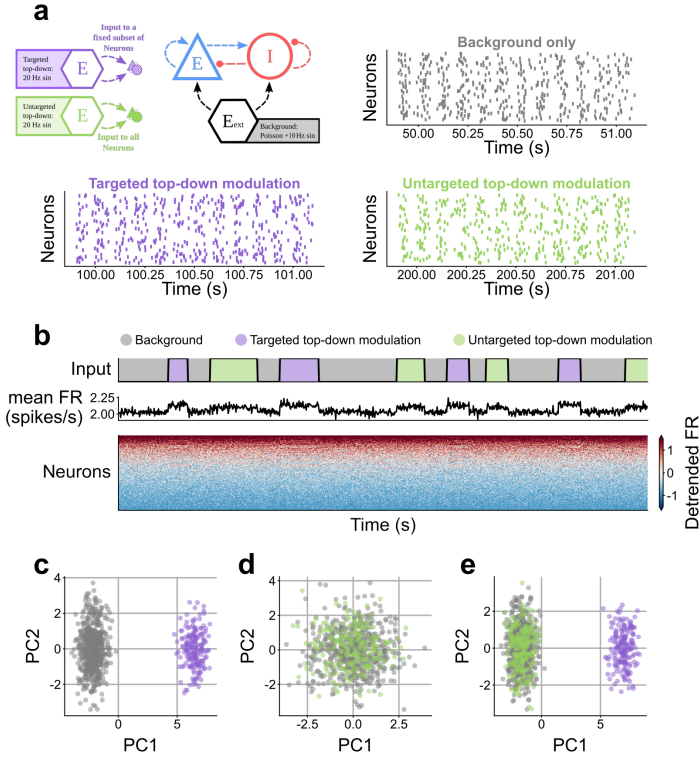 a
Input to a
fixed subset of
Neurons
Targeted
top-down:
20 Hz sin
E
Untargeted
top-down:
20 Hz sin
E
Input to all
Neurons
E
I
Eext
Background:
Poisson +10 Hz sin
Background only
Neurons
50.00 50.25 50.50 50.75 51.00
Time (s)
Targeted top-down modulation
Neurons
100.00 100.25 100.50 100.75 101.00
Time (s)
Untargeted top-down modulation
Neurons
200.00 200.25 200.50 200.75 201.00
Time (s)
b
Background
Targeted top-down modulation
Untargeted top-down modulation
Input
mean FR
(spikes/s)
2.25
2.00
Neurons
Time (s)
1
0
-1
Detrended FR
c
4
2
0
-2
PC2
0 5
PC1
d
4
2
0
-2
PC2
-2.5 0.0 2.5
PC1
e
2
0
-2
PC2
0 5
PC1